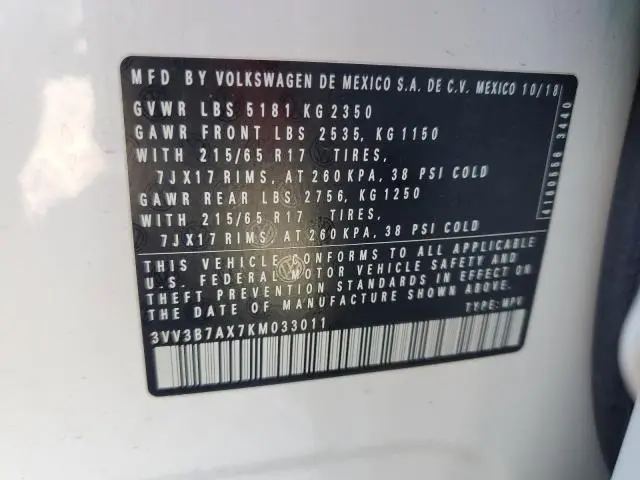 MFD BY VOLKSWAGEN DE MEXICO S.A. DE C.V. MEXICO 10/18
GVWR LBS 5181 KG 2350
GAWR FRONT LBS 2535, KG 1150
WITH 215/65 R17 TIRES,
7JX17 RIMS, AT 260 KPA, 38 PSI COLD
GAWR REAR LBS 2756, KG 1250
WITH 215/65 R17 TIRES,
7JX17 RIMS, AT 260 KPA, 38 PSI COLD
THIS VEHICLE CONFORMS TO ALL APPLICABLE
U.S. FEDERAL MOTOR VEHICLE SAFETY AND
THEFT PREVENTION STANDARDS IN EFFECT ON
THE DATE OF MANUFACTURE SHOWN ABOVE.
3VV3B7AX7KM033011 TYPE: MPV
3440